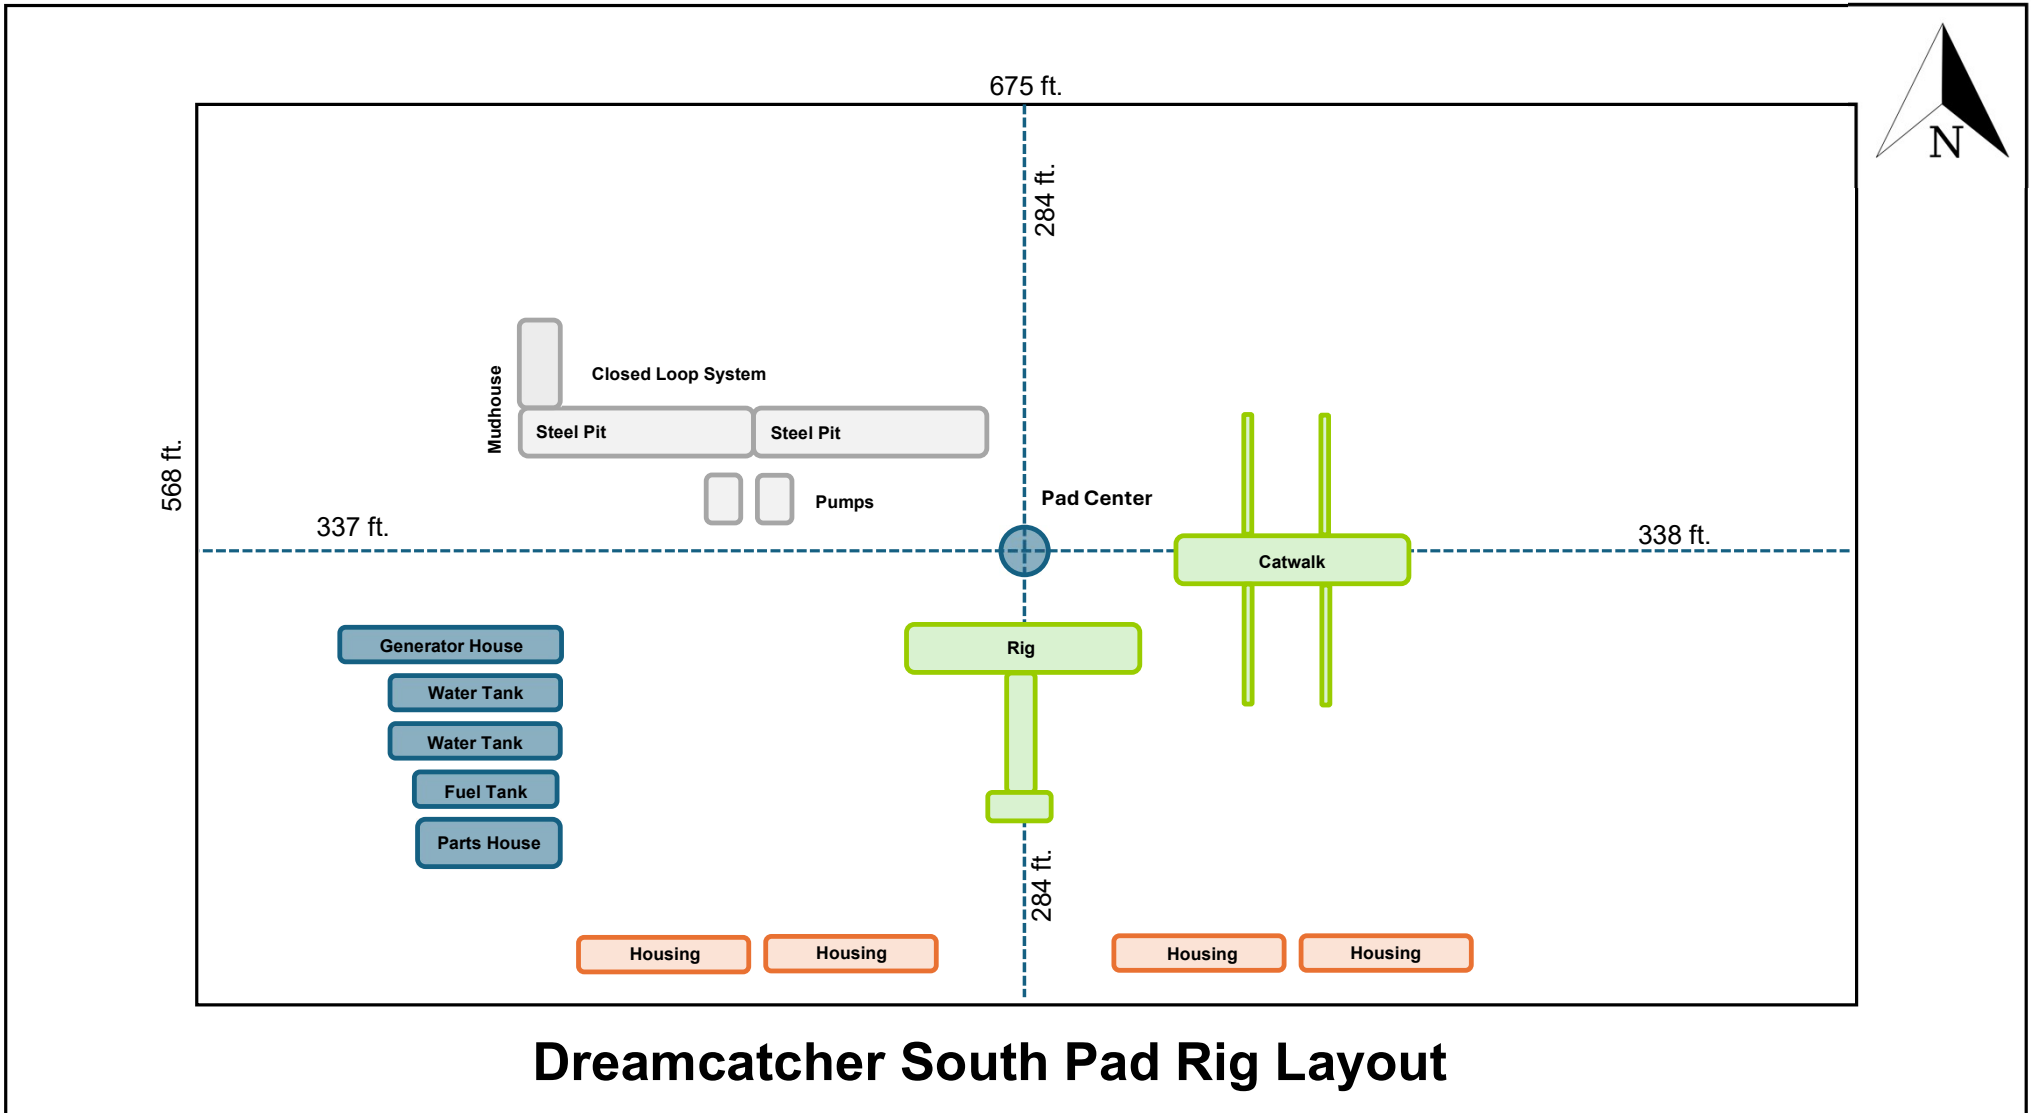 675 ft.
N
284 ft.
Mudhouse
Closed Loop System
Steel Pit
Steel Pit
568 ft.
Pumps
Pad Center
337 ft.
338 ft.
Catwalk
Generator House
Rig
Water Tank
Water Tank
Fuel Tank
Parts House
284 ft.
Housing
Housing
Housing
Housing
Dreamcatcher South Pad Rig Layout